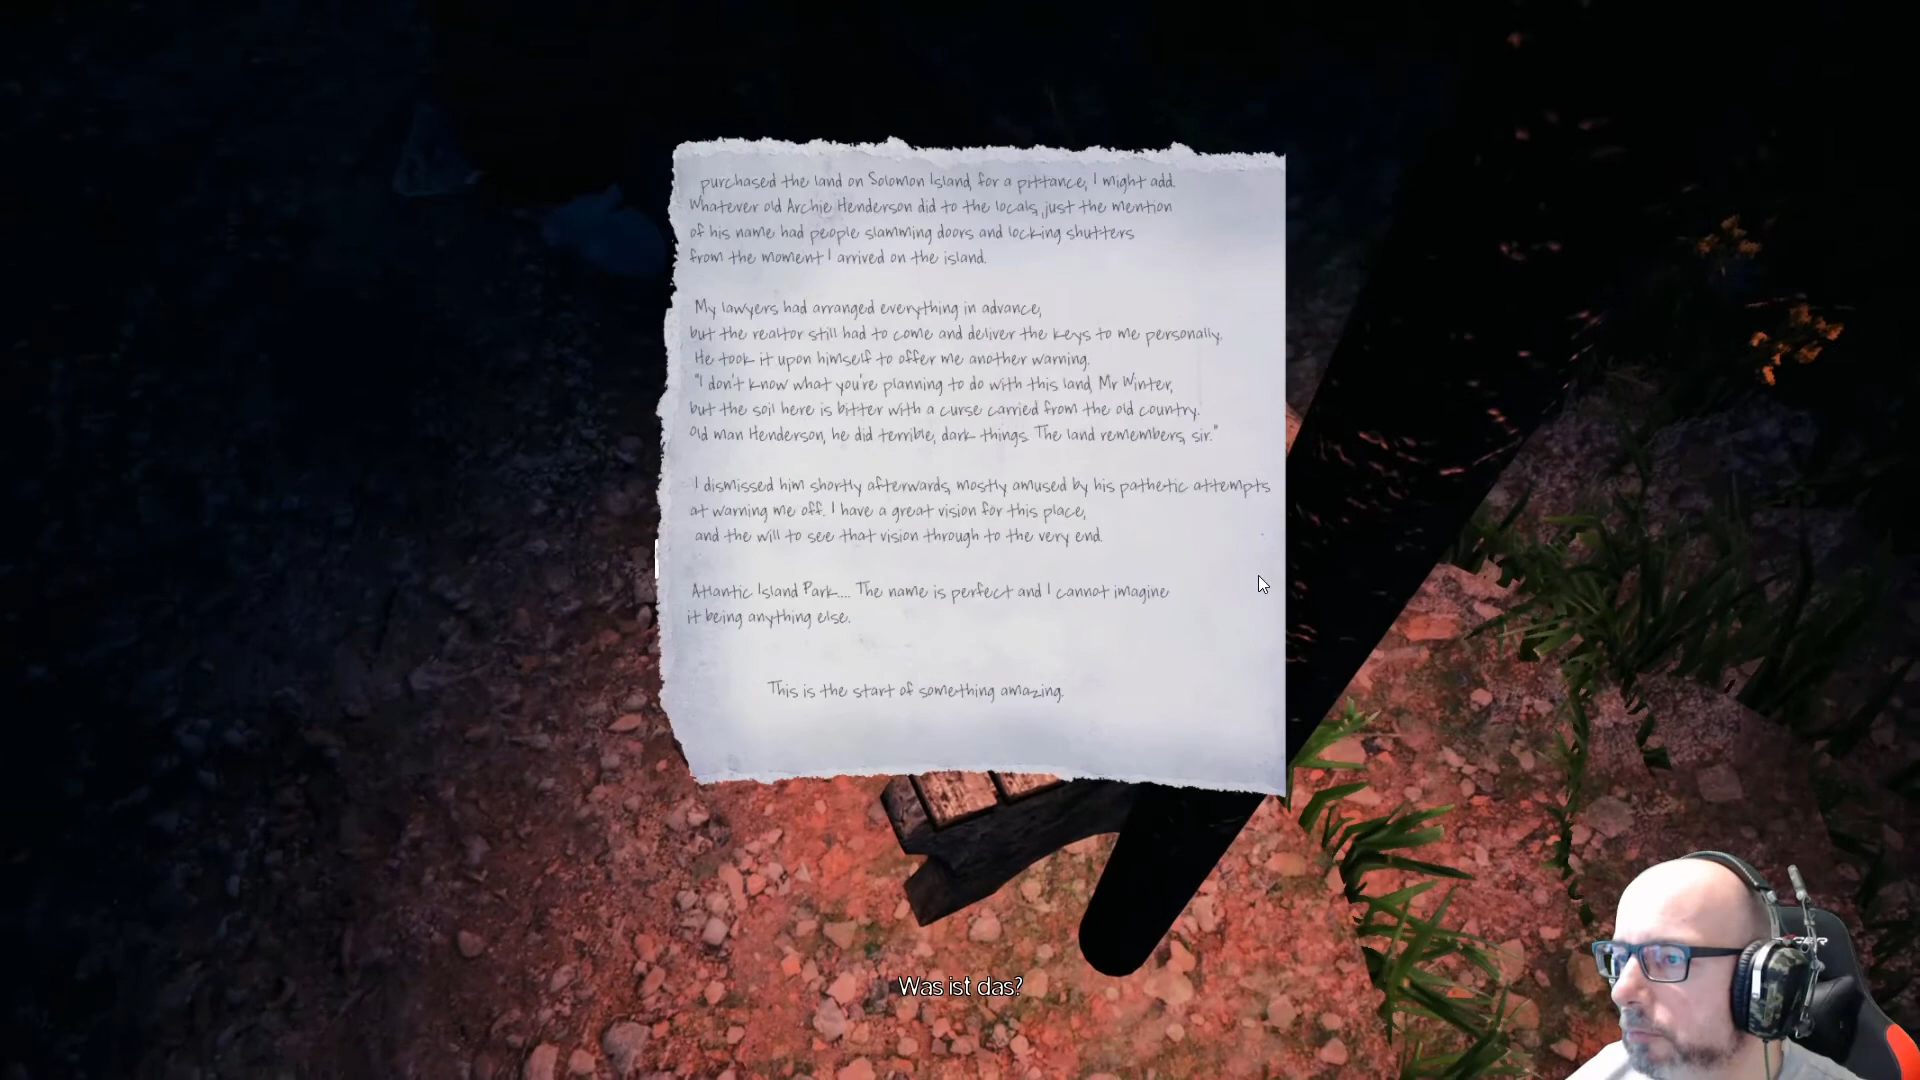 purchased the land on Solomon Island, for a pittance, I might add.
Whatever old Archie Henderson did to the locals, just the mention
of his name had people slamming doors and locking shutters
from the moment I arrived on the island.
My lawyers had arranged everything in advance,
but the realtor still had to come and deliver the keys to me personally.
He took it upon himself to offer me another warning.
"I don't know what you're planning to do with this land, Mr Winter,
but the soil here is bitter with a curse carried from the old country.
Old man Henderson, he did terrible, dark things. The land remembers, sir."
I dismissed him shortly afterwards, mostly amused by his pathetic attempts
at warning me off. I have a great vision for this place,
and the will to see that vision through to the very end.
Atlantic Island Park.... The name is perfect and I cannot imagine
it being anything else.
This is the start of something amazing.
Was ist das?